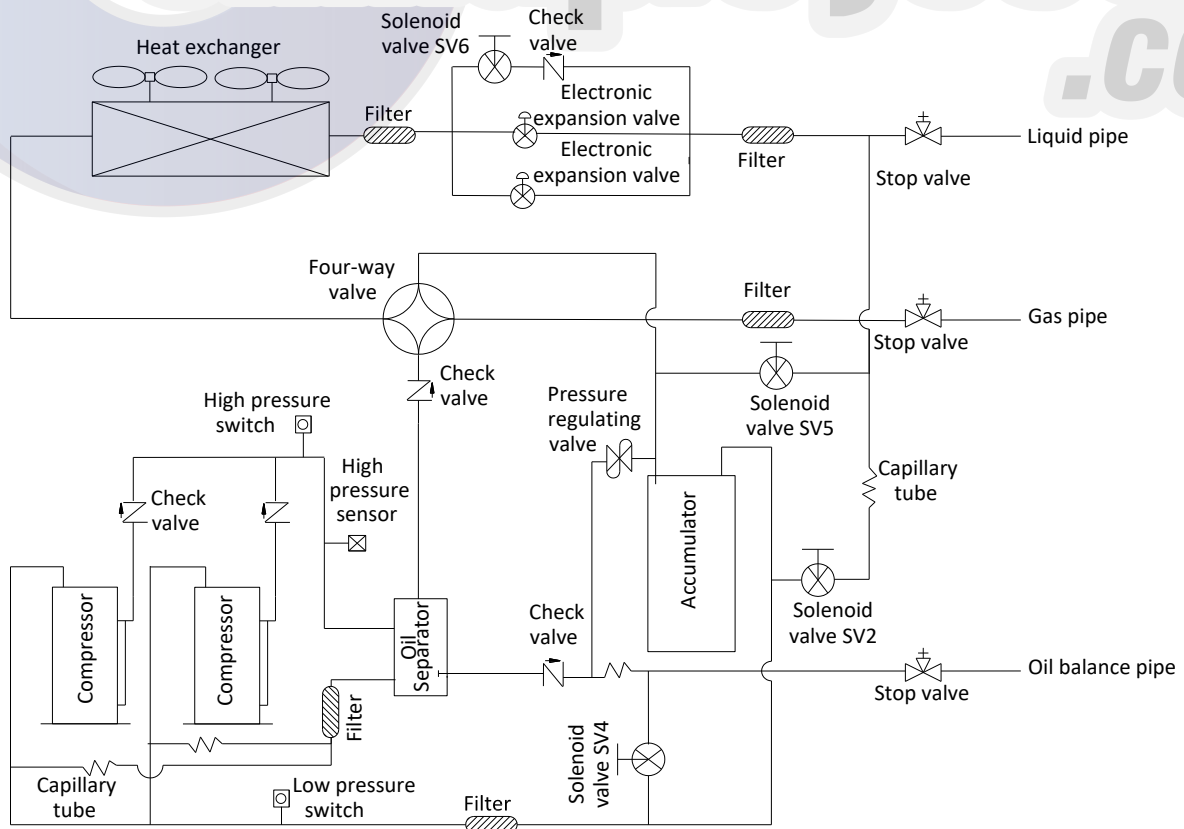 .co
Solenoid
valve SV6
Check
valve
Heat exchanger
Filter
Electronic
expansion valve
Electronic
expansion valve
Filter
Liquid pipe
Stop valve
Four-way
valve
Filter
Gas pipe
Stop valve
Check
valve
High pressure
switch
Pressure
regulating
valve
Solenoid
valve SV5
High
pressure
sensor
Check
valve
Capillary
tube
Accumulator
Compressor
Compressor
Oil
Separator
Check
valve
Solenoid
valve SV2
Oil balance pipe
Stop valve
Filter
Solenoid
valve SV4
Capillary
tube
Low pressure
switch
Filter